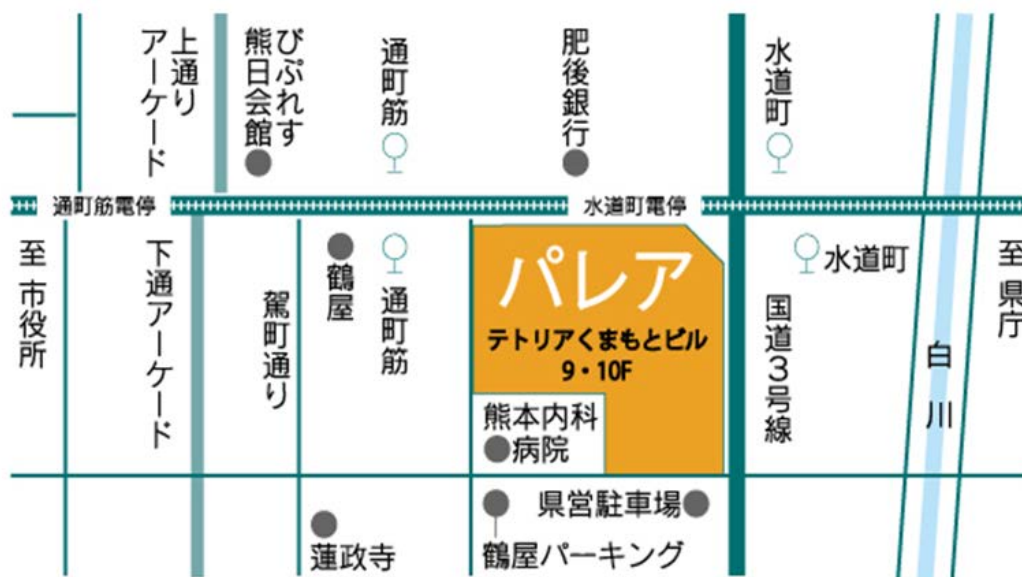 上通り
アーケード
びぷれす
熊日会館
通町筋
肥後銀行
水道町
通町筋電停
水道町電停
至 市役所
下通アーケード
駕町通り
鶴屋
通町筋
パレア
テトリアくまもとビル
9・10F
熊本内科
病院
国道3号線
水道町
白川
至 県庁
蓮政寺
県営駐車場
鶴屋パーキング